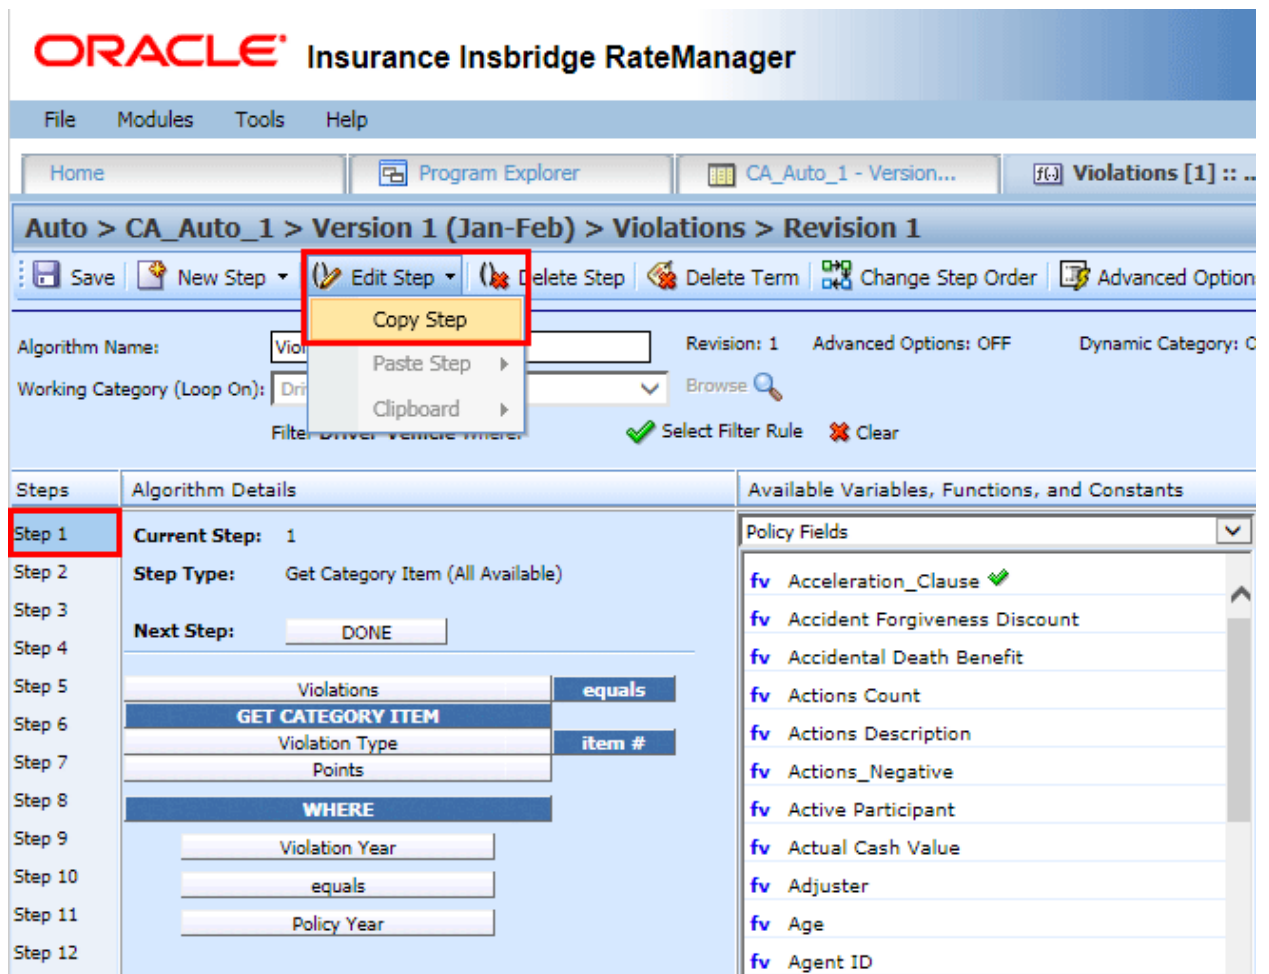 ORACLE Insurance Insbridge RateManager
File Modules Tools Help
Home Program Explorer CA_Auto_1 - Version... f(x) Violations [1] :: ..
Auto > CA_Auto_1 > Version 1 (Jan-Feb) > Violations > Revision 1
Save New Step Edit Step Delete Step Delete Term Change Step Order Advanced Option
Copy Step
Paste Step
Clipboard
Algorithm Name: Viol Revision: 1 Advanced Options: OFF Dynamic Category: O
Working Category (Loop On): Dri Browse
Filter Driver Vehicle where: Select Filter Rule Clear
Steps Algorithm Details Available Variables, Functions, and Constants
Step 1 Current Step: 1 Policy Fields
Step 2 Step Type: Get Category Item (All Available) fv Acceleration_Clause
Step 3 Next Step: DONE fv Accident Forgiveness Discount
Step 4 fv Accidental Death Benefit
Step 5 Violations equals fv Actions Count
Step 6 GET CATEGORY ITEM fv Actions Description
Violation Type item #
Step 7 Points fv Actions_Negative
Step 8 WHERE fv Active Participant
Step 9 Violation Year fv Actual Cash Value
Step 10 equals fv Adjuster
Step 11 Policy Year fv Age
Step 12 fv Agent ID